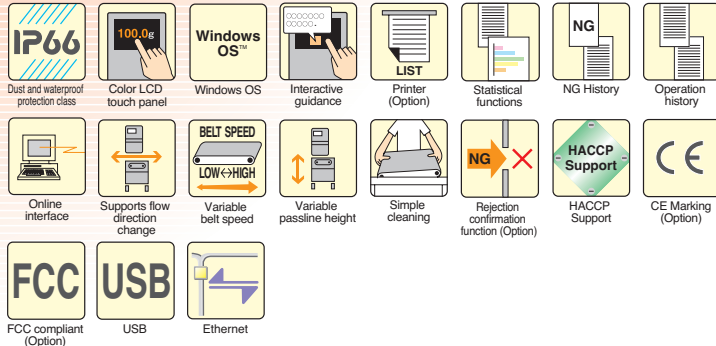 IP66
Dust and waterproof
protection class
100.0g
Color LCD
touch panel
Windows
OS™
Windows OS
Interactive
guidance
LIST
Printer
(Option)
Statistical
functions
NG
NG History
Operation
history
Online
interface
Supports flow
direction
change
BELT SPEED
LOW⇔HIGH
Variable
belt speed
Variable
passline height
Simple
cleaning
NG
Rejection
confirmation
function (Option)
HACCP
Support
HACCP
Support
CE
CE Marking
(Option)
FCC
FCC compliant
(Option)
USB
USB
Ethernet